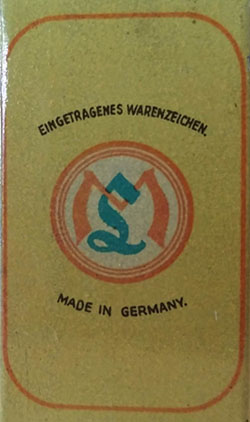 EINGETRAGENES WARENZEICHEN.
L
MADE IN GERMANY.